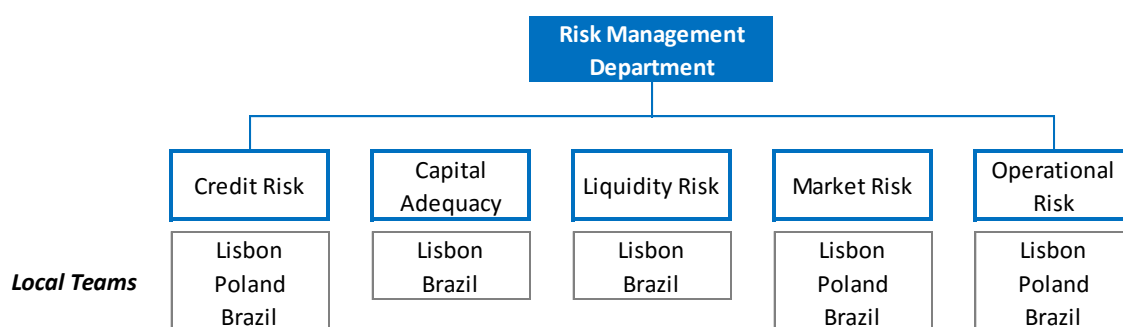 Risk Management
Department
Credit Risk
Capital
Adequacy
Liquidity Risk
Market Risk
Operational
Risk
Local Teams
Lisbon
Poland
Brazil
Lisbon
Brazil
Lisbon
Brazil
Lisbon
Poland
Brazil
Lisbon
Poland
Brazil